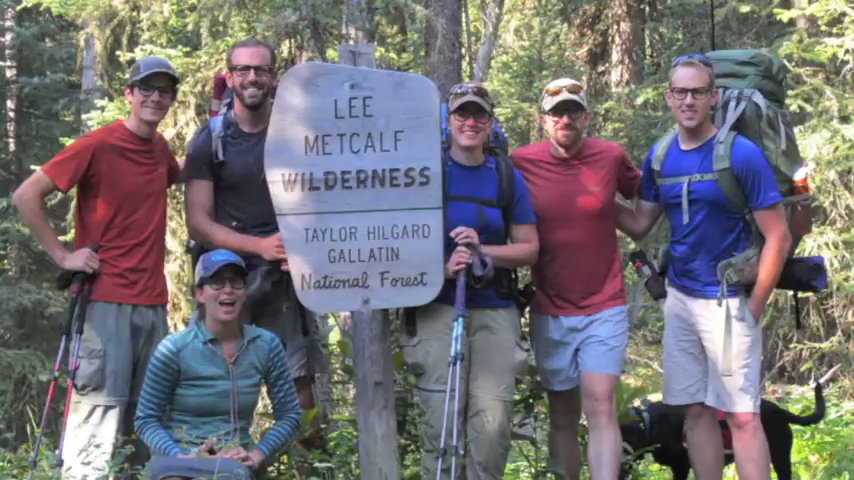 LEE
METCALF
WILDERNESS
TAYLOR HILGARD
GALLATIN
National Forest